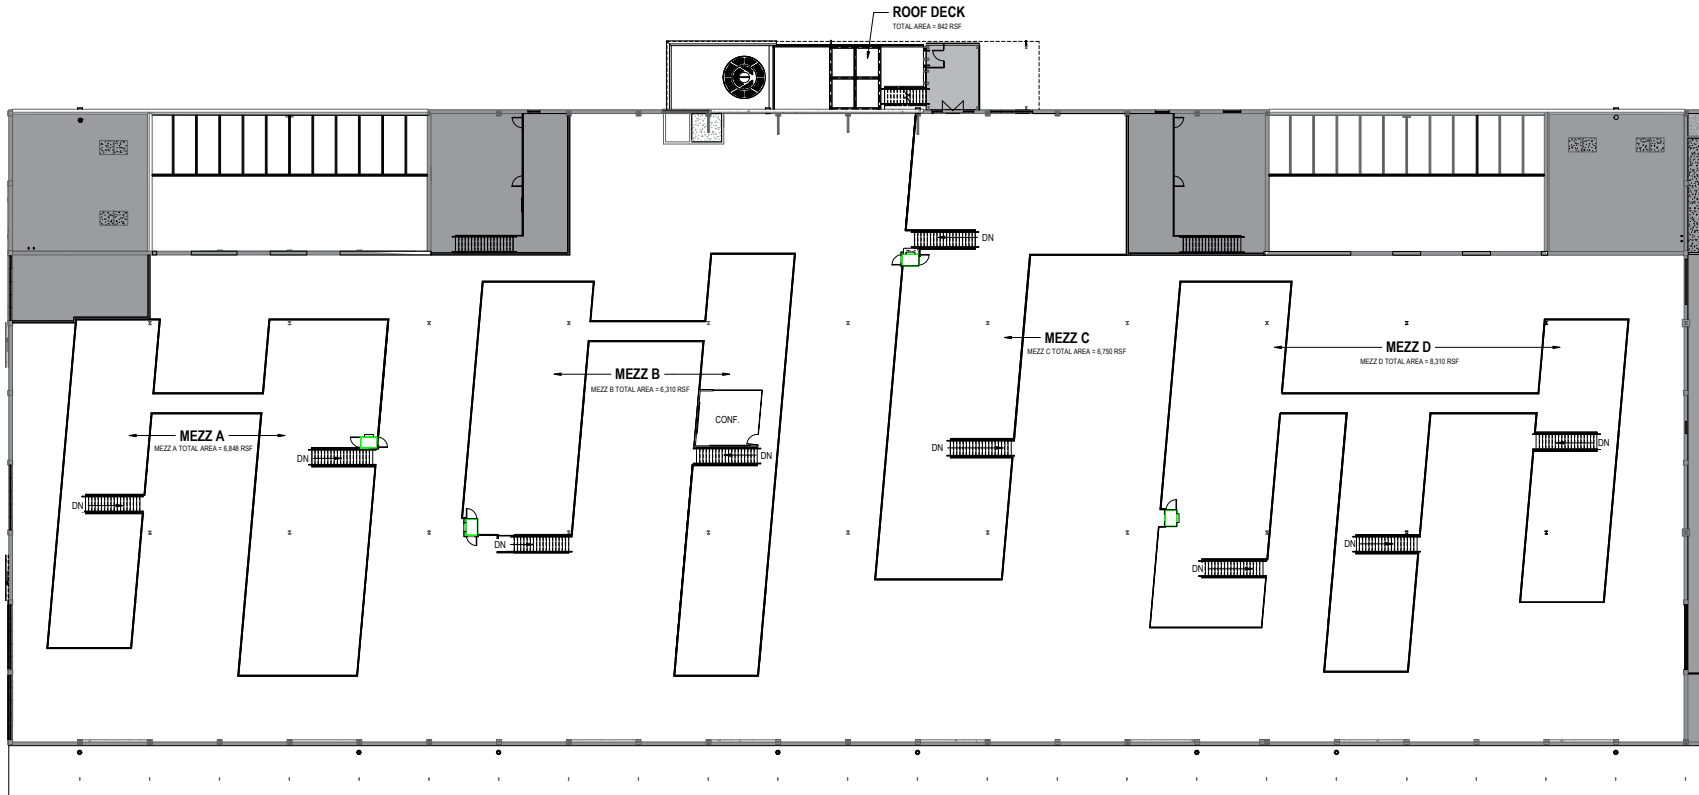 ROOF DECK
TOTAL AREA = 842 RSF
DN
MEZZ C
MEZZ C TOTAL AREA = 6,750 RSF
MEZZ D
MEZZ D TOTAL AREA = 8,310 RSF
MEZZ B
MEZZ B TOTAL AREA = 6,310 RSF
CONF.
MEZZ A
MEZZ A TOTAL AREA = 6,848 RSF
DN
DN
DN
DN
DN
DN
DN
DN
DN